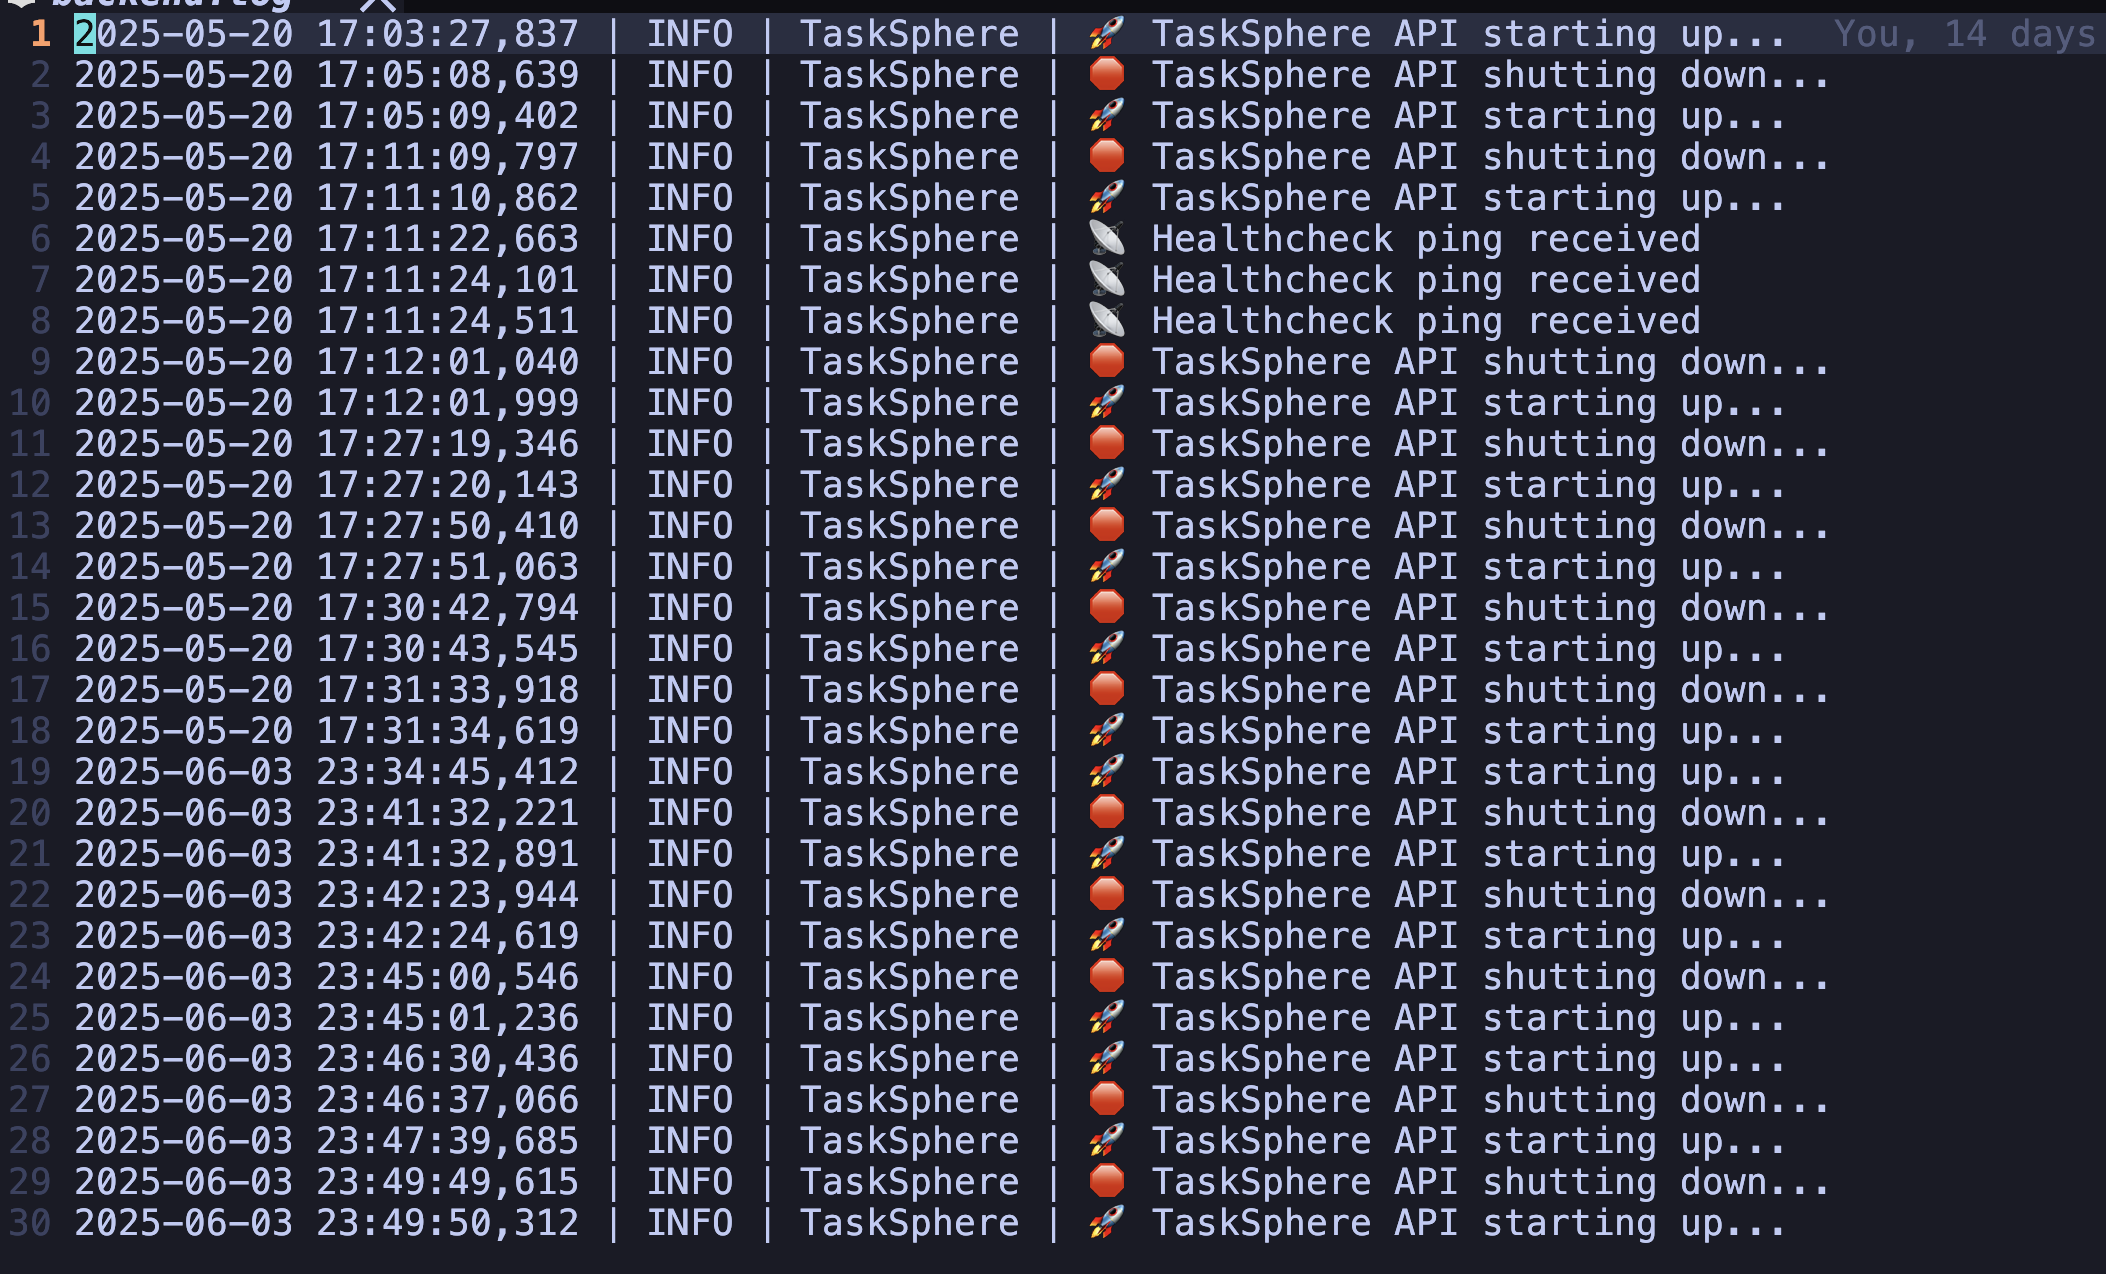 1 2025-05-20 17:03:27,837 | INFO | TaskSphere | 🚀 TaskSphere API starting up... You, 14 days
2 2025-05-20 17:05:08,639 | INFO | TaskSphere | 🛑 TaskSphere API shutting down...
3 2025-05-20 17:05:09,402 | INFO | TaskSphere | 🚀 TaskSphere API starting up...
4 2025-05-20 17:11:09,797 | INFO | TaskSphere | 🛑 TaskSphere API shutting down...
5 2025-05-20 17:11:10,862 | INFO | TaskSphere | 🚀 TaskSphere API starting up...
6 2025-05-20 17:11:22,663 | INFO | TaskSphere | 📡 Healthcheck ping received
7 2025-05-20 17:11:24,101 | INFO | TaskSphere | 📡 Healthcheck ping received
8 2025-05-20 17:11:24,511 | INFO | TaskSphere | 📡 Healthcheck ping received
9 2025-05-20 17:12:01,040 | INFO | TaskSphere | 🛑 TaskSphere API shutting down...
10 2025-05-20 17:12:01,999 | INFO | TaskSphere | 🚀 TaskSphere API starting up...
11 2025-05-20 17:27:19,346 | INFO | TaskSphere | 🛑 TaskSphere API shutting down...
12 2025-05-20 17:27:20,143 | INFO | TaskSphere | 🚀 TaskSphere API starting up...
13 2025-05-20 17:27:50,410 | INFO | TaskSphere | 🛑 TaskSphere API shutting down...
14 2025-05-20 17:27:51,063 | INFO | TaskSphere | 🚀 TaskSphere API starting up...
15 2025-05-20 17:30:42,794 | INFO | TaskSphere | 🛑 TaskSphere API shutting down...
16 2025-05-20 17:30:43,545 | INFO | TaskSphere | 🚀 TaskSphere API starting up...
17 2025-05-20 17:31:33,918 | INFO | TaskSphere | 🛑 TaskSphere API shutting down...
18 2025-05-20 17:31:34,619 | INFO | TaskSphere | 🚀 TaskSphere API starting up...
19 2025-06-03 23:34:45,412 | INFO | TaskSphere | 🚀 TaskSphere API starting up...
20 2025-06-03 23:41:32,221 | INFO | TaskSphere | 🛑 TaskSphere API shutting down...
21 2025-06-03 23:41:32,891 | INFO | TaskSphere | 🚀 TaskSphere API starting up...
22 2025-06-03 23:42:23,944 | INFO | TaskSphere | 🛑 TaskSphere API shutting down...
23 2025-06-03 23:42:24,619 | INFO | TaskSphere | 🚀 TaskSphere API starting up...
24 2025-06-03 23:45:00,546 | INFO | TaskSphere | 🛑 TaskSphere API shutting down...
25 2025-06-03 23:45:01,236 | INFO | TaskSphere | 🚀 TaskSphere API starting up...
26 2025-06-03 23:46:30,436 | INFO | TaskSphere | 🚀 TaskSphere API starting up...
27 2025-06-03 23:46:37,066 | INFO | TaskSphere | 🛑 TaskSphere API shutting down...
28 2025-06-03 23:47:39,685 | INFO | TaskSphere | 🚀 TaskSphere API starting up...
29 2025-06-03 23:49:49,615 | INFO | TaskSphere | 🛑 TaskSphere API shutting down...
30 2025-06-03 23:49:50,312 | INFO | TaskSphere | 🚀 TaskSphere API starting up...